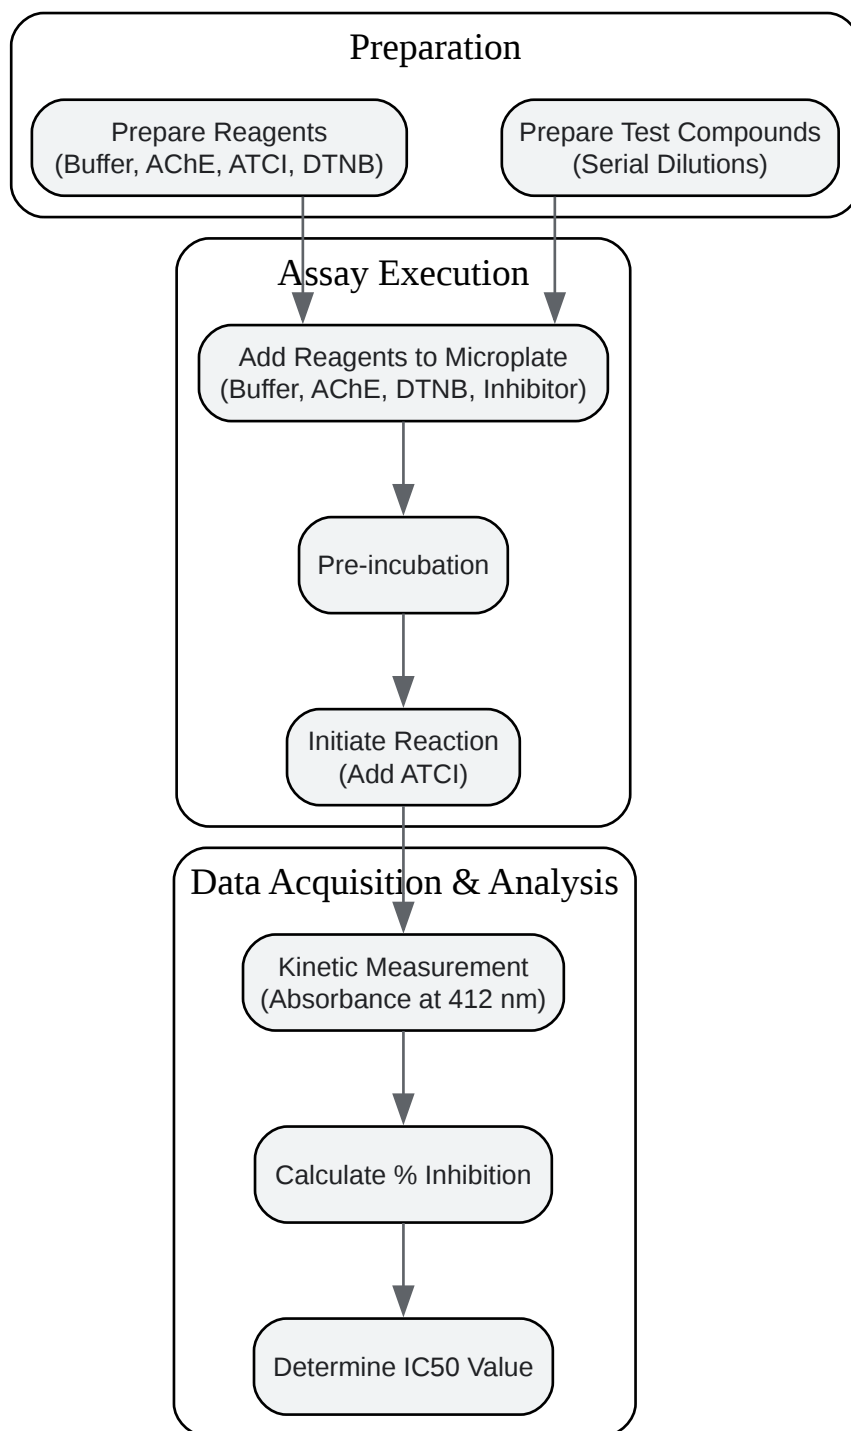 Preparation
Prepare Reagents
(Buffer, AChE, ATCI, DTNB)
Prepare Test Compounds
(Serial Dilutions)
Assay Execution
Add Reagents to Microplate
(Buffer, AChE, DTNB, Inhibitor)
Pre-incubation
Initiate Reaction
(Add ATCI)
Data Acquisition & Analysis
Kinetic Measurement
(Absorbance at 412 nm)
Calculate % Inhibition
Determine IC50 Value